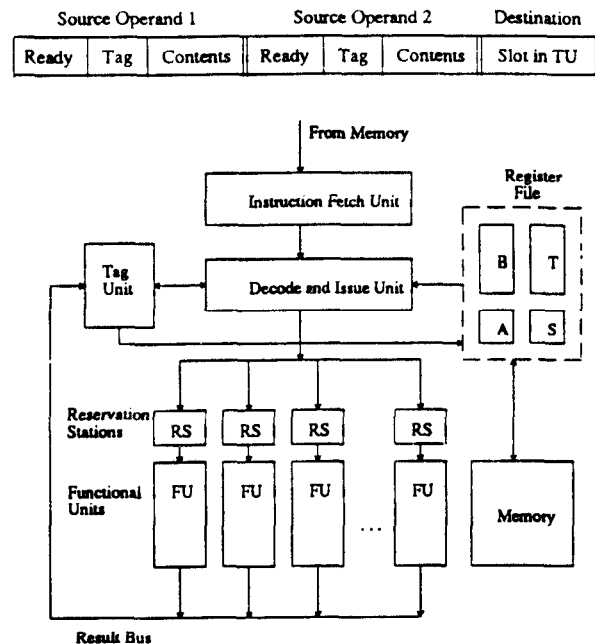 Source Operand 1 Source Operand 2 Destination
Ready Tag Contents Ready Tag Contents Slot in TU
From Memory
Register
File
Instruction Fetch Unit
B T
Tag
Unit
Decode and Issue Unit
A S
Reservation
Stations
RS RS RS RS
Functional
Units
FU FU FU FU
...
Memory
Result Bus